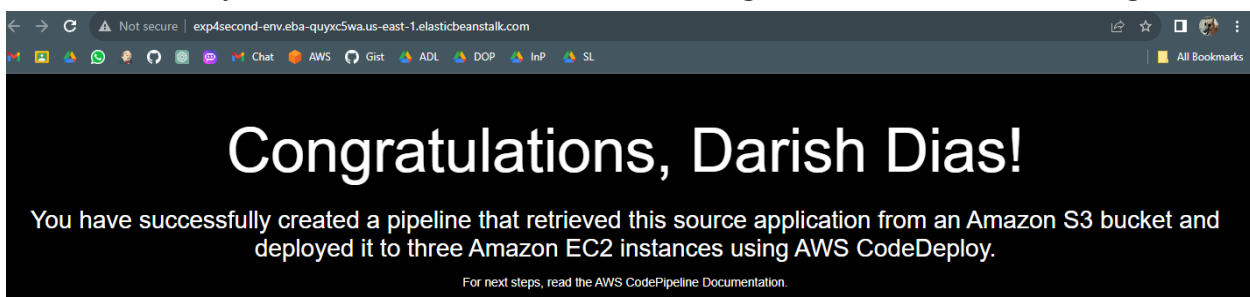 Not secure | exp4second-env.eba-quyxc5wa.us-east-1.elasticbeanstalk.com
Chat AWS Gist ADL DOP InP SL All Bookmarks
Congratulations, Darish Dias!
You have successfully created a pipeline that retrieved this source application from an Amazon S3 bucket and
deployed it to three Amazon EC2 instances using AWS CodeDeploy.
For next steps, read the AWS CodePipeline Documentation.